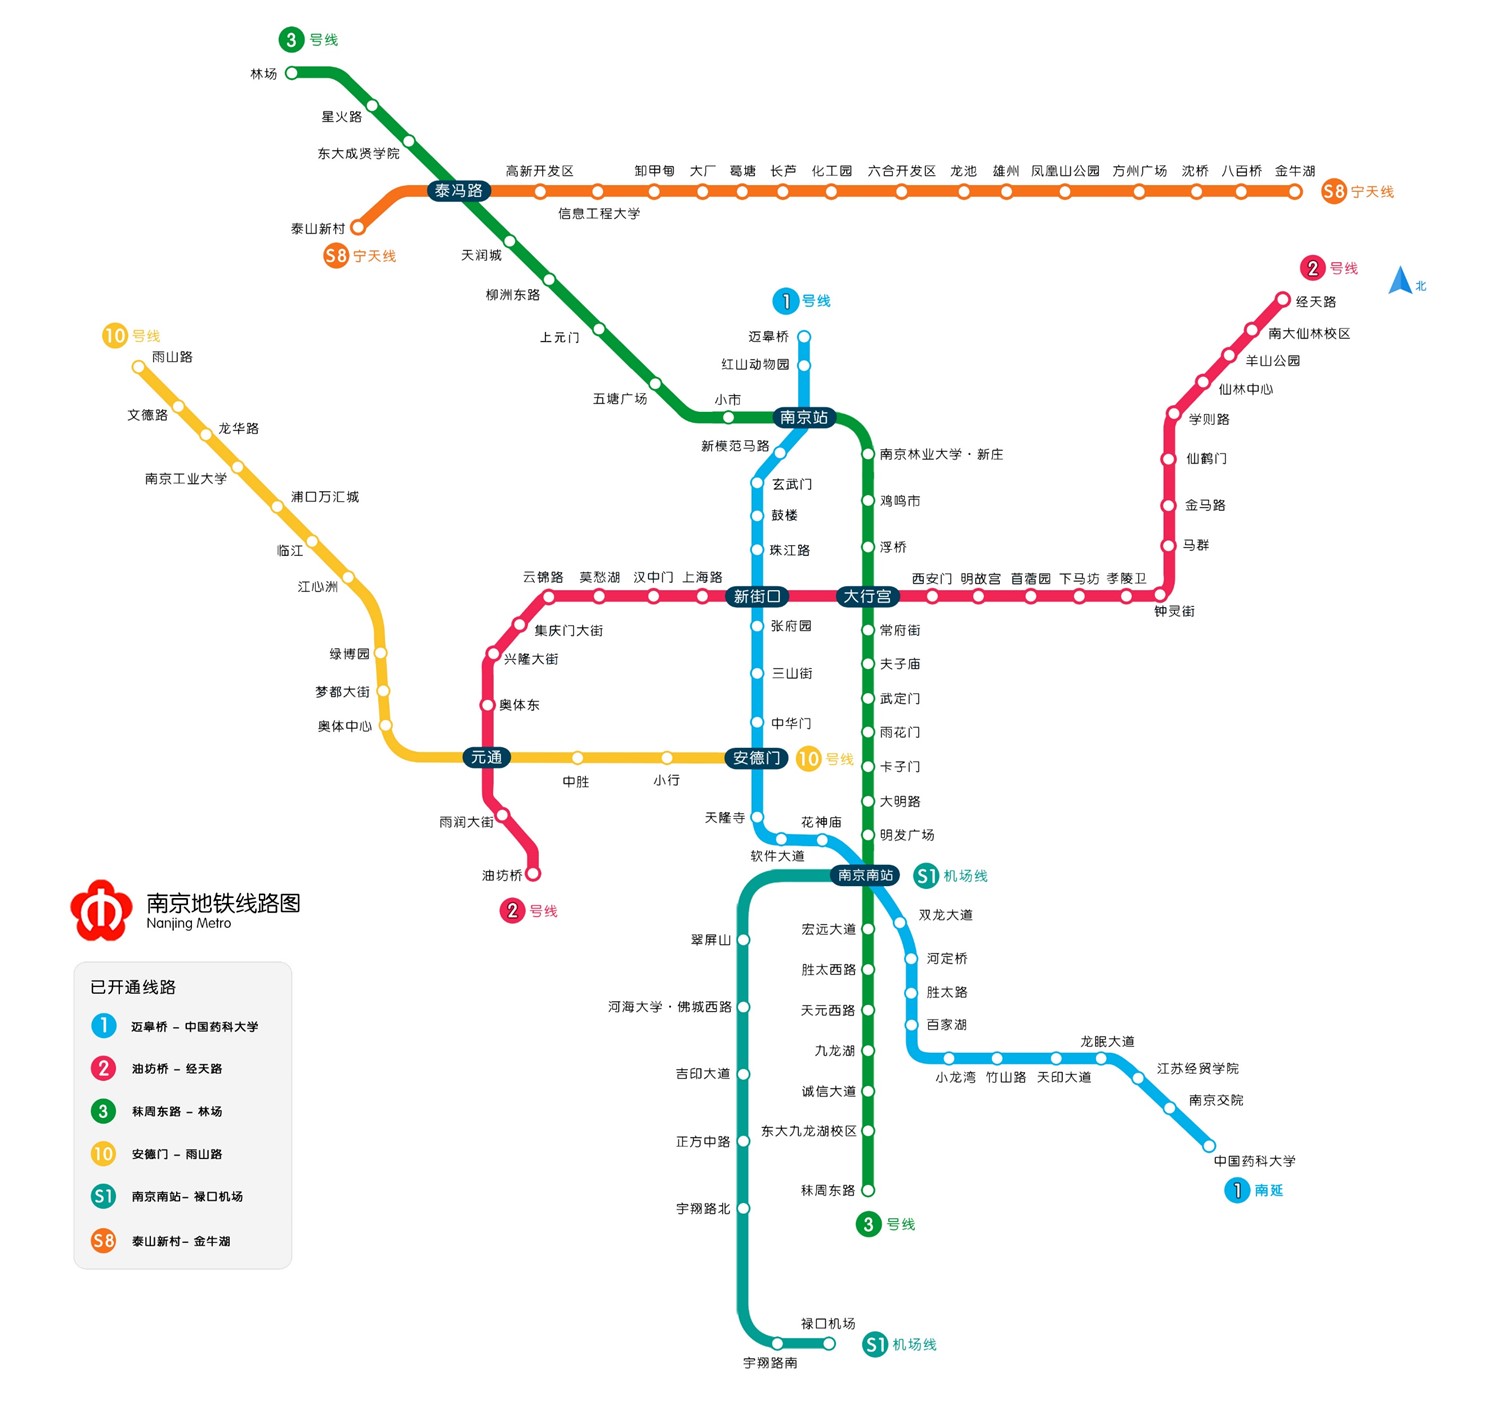 3 号线
林场
星火路
东大成贤学院
泰冯路
高新开发区
信息工程大学
卸甲甸
大厂
葛塘
长芦
化工园
六合开发区
龙池
雄州
凤凰山公园
方州广场
沈桥
八百桥
金牛湖
S8 宁天线
泰山新村
S8 宁天线
天润城
柳洲东路
上元门
五塘广场
小市
南京站
1 号线
迈皋桥
红山动物园
新模范马路
玄武门
鼓楼
珠江路
2 号线
经天路
南大仙林校区
羊山公园
仙林中心
学则路
仙鹤门
金马路
马群
钟灵街
北
10 号线
雨山路
文德路
龙华路
南京工业大学
浦口万汇城
临江
江心洲
绿博园
梦都大街
奥体中心
元通
中胜
小行
安德门
10 号线
南京林业大学·新庄
鸡鸣市
浮桥
云锦路
莫愁湖
汉中门
上海路
新街口
大行宫
西安门
明故宫
苜蓿园
下马坊
孝陵卫
集庆门大街
兴隆大街
奥体东
雨润大街
油坊桥
2 号线
张府园
三山街
中华门
天隆寺
软件大道
花神庙
常府街
夫子庙
武定门
雨花门
卡子门
大明路
明发广场
南京南站
S1 机场线
双龙大道
河定桥
胜太路
百家湖
小龙湾
竹山路
天印大道
龙眠大道
江苏经贸学院
南京交院
中国药科大学
1 南延
宏远大道
胜太西路
天元西路
九龙湖
诚信大道
东大九龙湖校区
秣周东路
3 号线
翠屏山
河海大学·佛城西路
吉印大道
正方中路
宇翔路北
宇翔路南
禄口机场
S1 机场线
南京地铁线路图
Nanjing Metro
已开通线路
1 迈皋桥 – 中国药科大学
2 油坊桥 – 经天路
3 秣周东路 – 林场
10 安德门 – 雨山路
S1 南京南站– 禄口机场
S8 泰山新村– 金牛湖